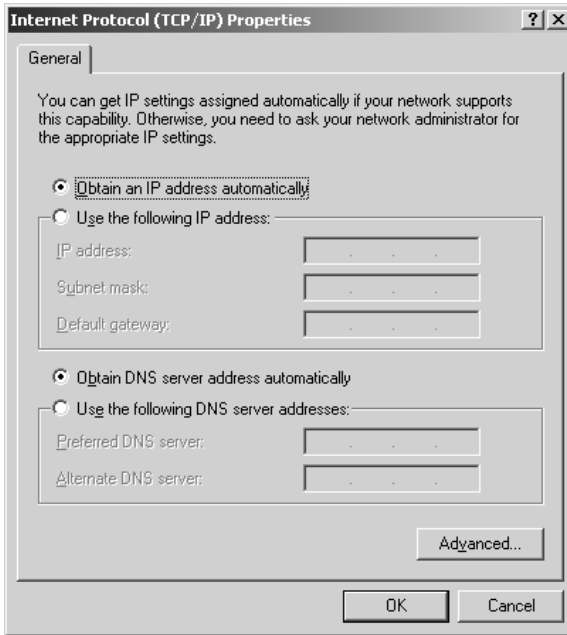 Internet Protocol (TCP/IP) Properties
General
You can get IP settings assigned automatically if your network supports
this capability. Otherwise, you need to ask your network administrator for
the appropriate IP settings.
Obtain an IP address automatically
Use the following IP address:
IP address:
Subnet mask:
Default gateway:
Obtain DNS server address automatically
Use the following DNS server addresses:
Preferred DNS server:
Alternate DNS server:
Advanced...
OK Cancel